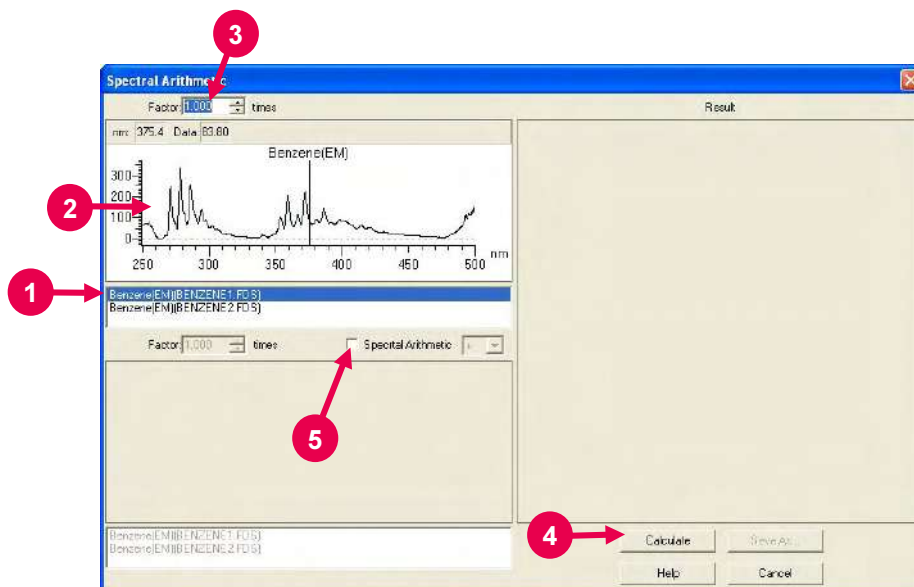 3
Spectral Arithmetic
Factor: 1.000 times
Result
nm: 375.4 Data: 83.80
Benzene(EM)
300
200
100
0
250 300 350 400 450 500 nm
2
1
Benzene(EM)(BENZENE1.FDS)
Benzene(EM)(BENZENE2.FDS)
Factor: 1.000 times
Specrtal Arithmetic
5
Benzene(EM)(BENZENE1.FDS)
Benzene(EM)(BENZENE2.FDS)
4
Calculate Save As...
Help Cancel